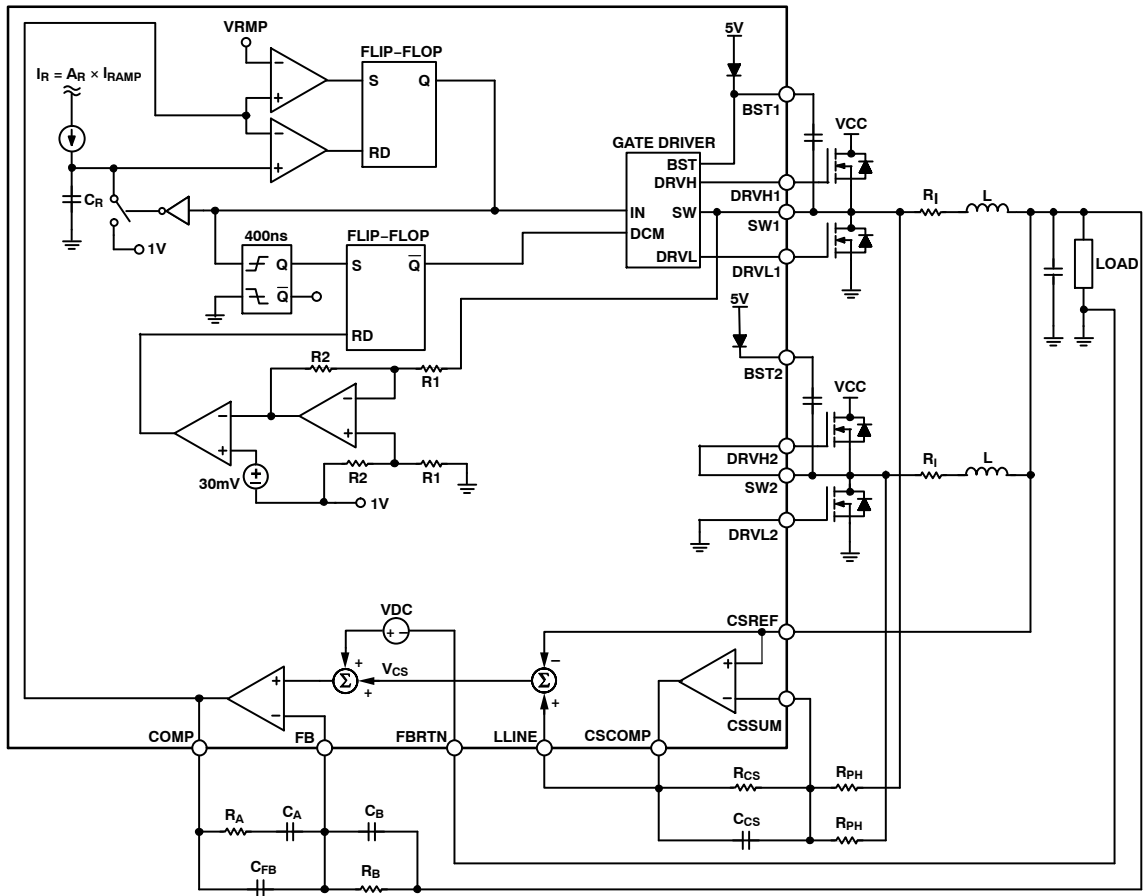 VRMP
5V
FLIP–FLOP
I_R = A_R × I_RAMP
–
+
S Q
BST1
VCC
–
+
RD
GATE DRIVER
BST
DRVH
DRVH1
R_I L
C_R
IN SW
SW1
1V
400ns
FLIP–FLOP
DCM
Q S Q̅
DRVL
DRVL1
LOAD
Q̅
5V
RD
R2
R1
BST2
–
–
VCC
+
+
DRVH2
R_I L
30mV
±
R2 R1
SW2
1V
DRVL2
VDC
CSREF
+ –
+
–
+
+
Σ
V_CS
Σ
–
–
+
+
CSSUM
COMP FB FBRTN LLINE CSCOMP
R_CS R_PH
R_A C_A C_B
C_CS R_PH
C_FB R_B